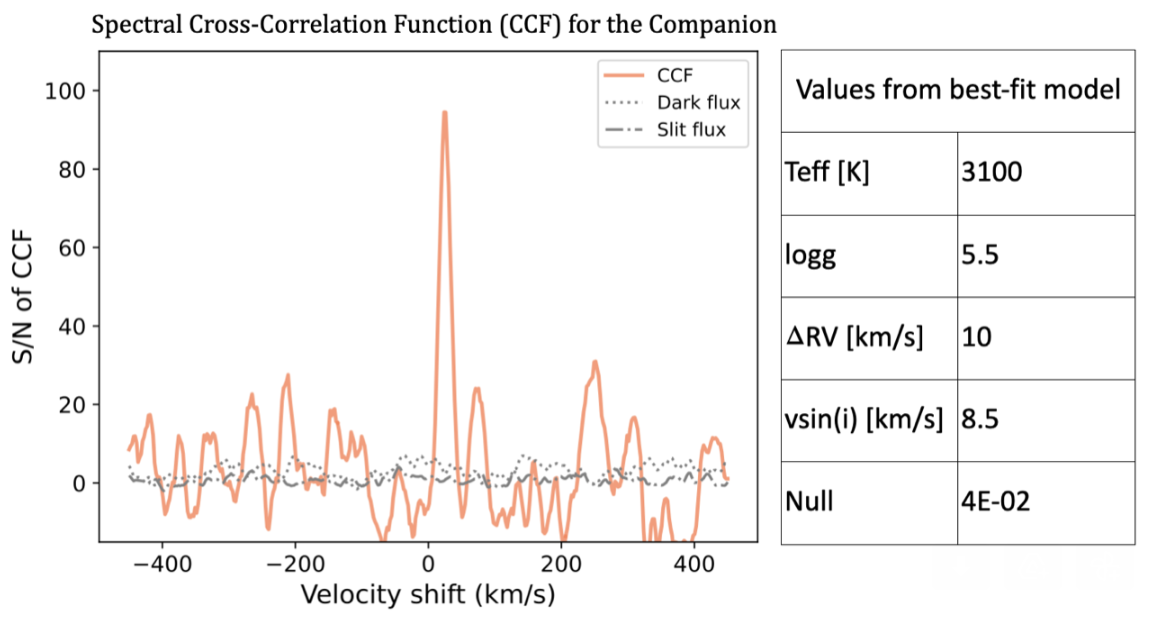 Spectral Cross-Correlation Function (CCF) for the Companion
S/N of CCF
100
80
60
40
20
0
CCF
Dark flux
Slit flux
−400
−200
0
200
400
Velocity shift (km/s)
Values from best-fit model
Teff [K] 3100
logg 5.5
ΔRV [km/s] 10
vsin(i) [km/s] 8.5
Null 4E-02